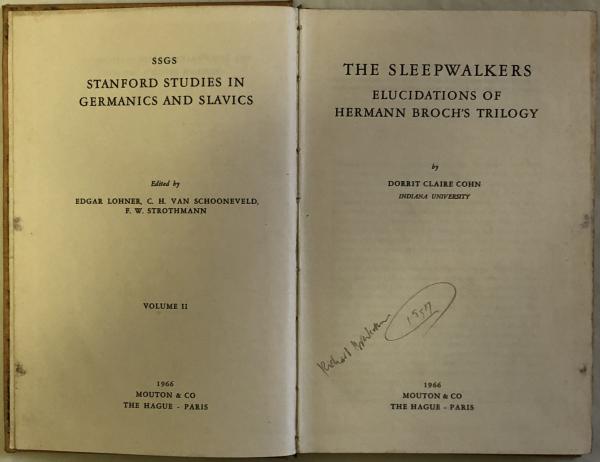 SSGS
STANFORD STUDIES IN
GERMANICS AND SLAVICS
Edited by
EDGAR LOHNER, C. H. VAN SCHOONEVELD,
F. W. STROTHMANN
VOLUME II
1966
MOUTON & CO
THE HAGUE - PARIS
THE SLEEPWALKERS
ELUCIDATIONS OF
HERMANN BROCH'S TRILOGY
by
DORRIT CLAIRE COHN
INDIANA UNIVERSITY
Richard
1966
MOUTON & CO
THE HAGUE - PARIS